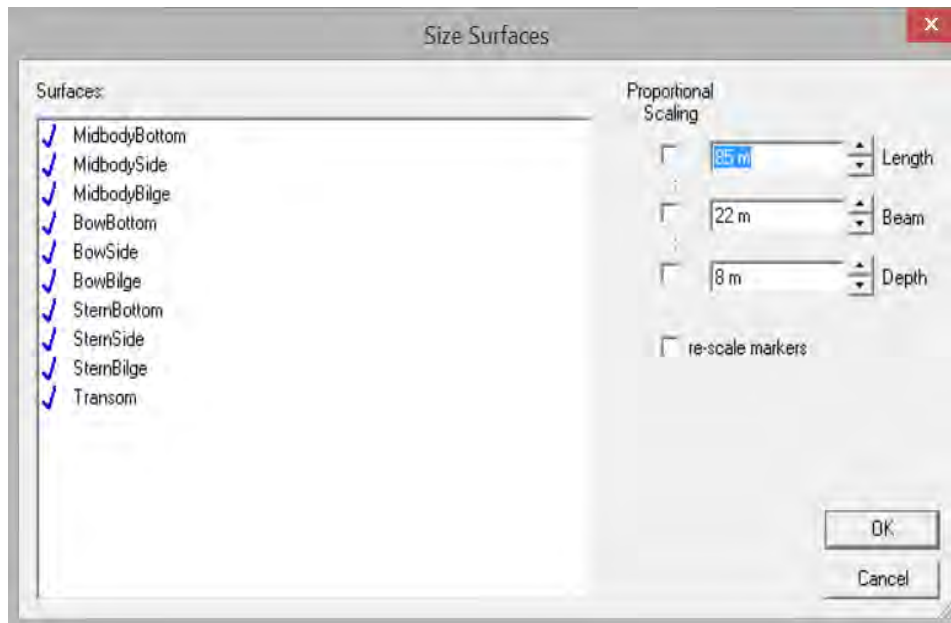 Size Surfaces
Surfaces:
MidbodyBottom
MidbodySide
MidbodyBilge
BowBottom
BowSide
BowBilge
SternBottom
SternSide
SternBilge
Transom
Proportional
Scaling
85 m Length
22 m Beam
8 m Depth
re-scale markers
OK
Cancel